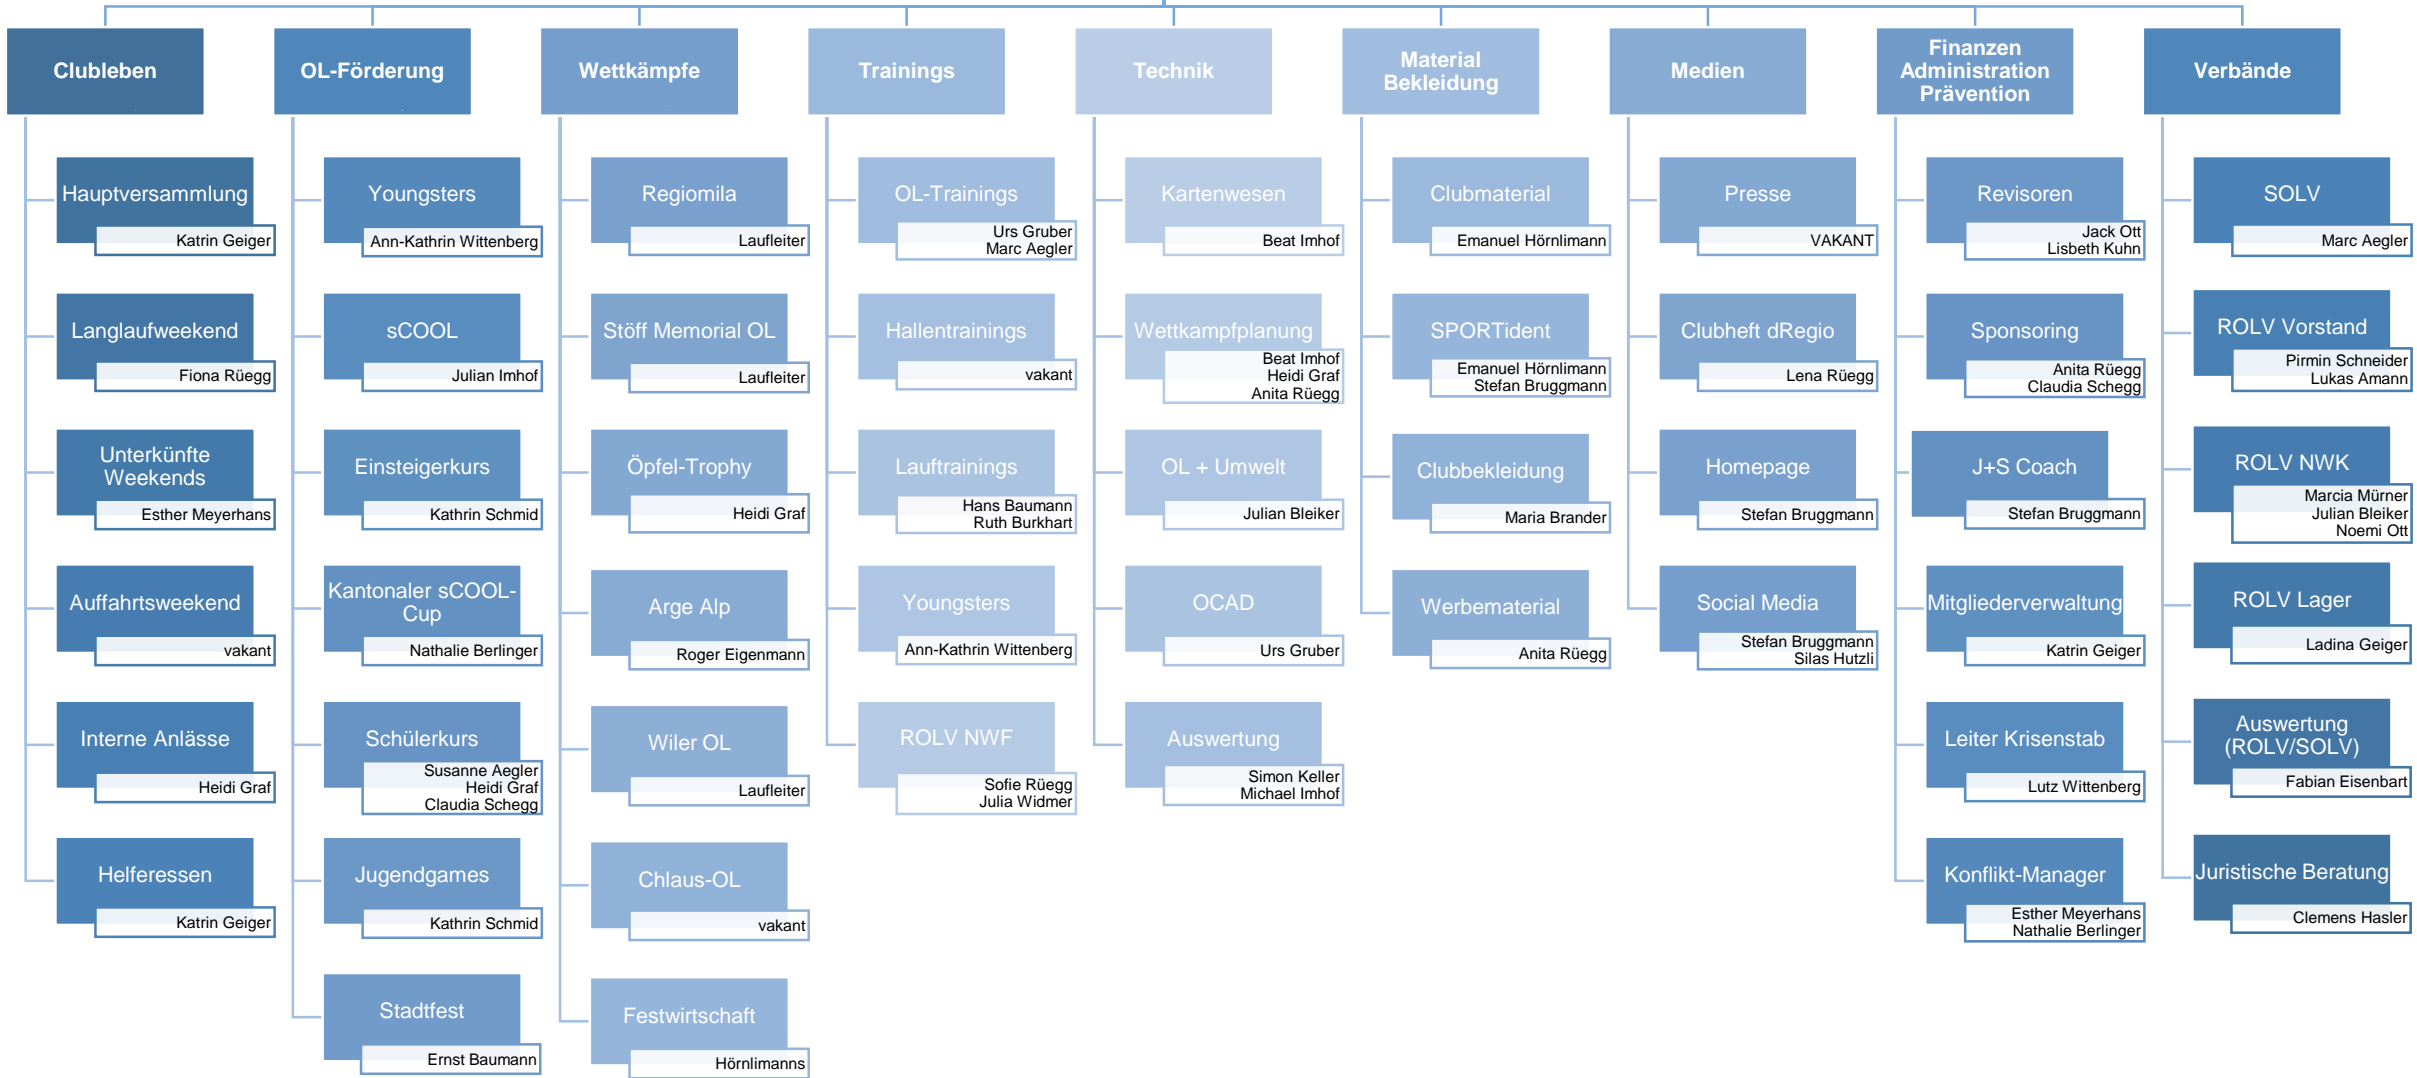 Clubleben
Hauptversammlung
Katrin Geiger
Langlaufweekend
Fiona Rüegg
Unterkünfte
Weekends
Esther Meyerhans
Auffahrtsweekend
vakant
Interne Anlässe
Heidi Graf
Helferessen
Katrin Geiger
OL-Förderung
Youngsters
Ann-Kathrin Wittenberg
sCOOL
Julian Imhof
Einsteigerkurs
Kathrin Schmid
Kantonaler sCOOL-
Cup
Nathalie Berlinger
Schülerkurs
Susanne Aegler
Heidi Graf
Claudia Schegg
Jugendgames
Kathrin Schmid
Stadtfest
Ernst Baumann
Wettkämpfe
Regiomila
Laufleiter
Stöff Memorial OL
Laufleiter
Öpfel-Trophy
Heidi Graf
Arge Alp
Roger Eigenmann
Wiler OL
Laufleiter
Chlaus-OL
vakant
Festwirtschaft
Hörnlimanns
Trainings
OL-Trainings
Urs Gruber
Marc Aegler
Hallentrainings
vakant
Lauftrainings
Hans Baumann
Ruth Burkhart
Youngsters
Ann-Kathrin Wittenberg
ROLV NWF
Sofie Rüegg
Julia Widmer
Technik
Kartenwesen
Beat Imhof
Wettkampfplanung
Beat Imhof
Heidi Graf
Anita Rüegg
OL + Umwelt
Julian Bleiker
OCAD
Urs Gruber
Auswertung
Simon Keller
Michael Imhof
Material
Bekleidung
Clubmaterial
Emanuel Hörnlimann
SPORTident
Emanuel Hörnlimann
Stefan Bruggmann
Clubbekleidung
Maria Brander
Werbematerial
Anita Rüegg
Medien
Presse
VAKANT
Clubheft dRegio
Lena Rüegg
Homepage
Stefan Bruggmann
Social Media
Stefan Bruggmann
Silas Hutzli
Finanzen
Administration
Prävention
Revisoren
Jack Ott
Lisbeth Kuhn
Sponsoring
Anita Rüegg
Claudia Schegg
J+S Coach
Stefan Bruggmann
Mitgliederverwaltung
Katrin Geiger
Leiter Krisenstab
Lutz Wittenberg
Konflikt-Manager
Esther Meyerhans
Nathalie Berlinger
Verbände
SOLV
Marc Aegler
ROLV Vorstand
Pirmin Schneider
Lukas Amann
ROLV NWK
Marcia Mürner
Julian Bleiker
Noemi Ott
ROLV Lager
Ladina Geiger
Auswertung
(ROLV/SOLV)
Fabian Eisenbart
Juristische Beratung
Clemens Hasler